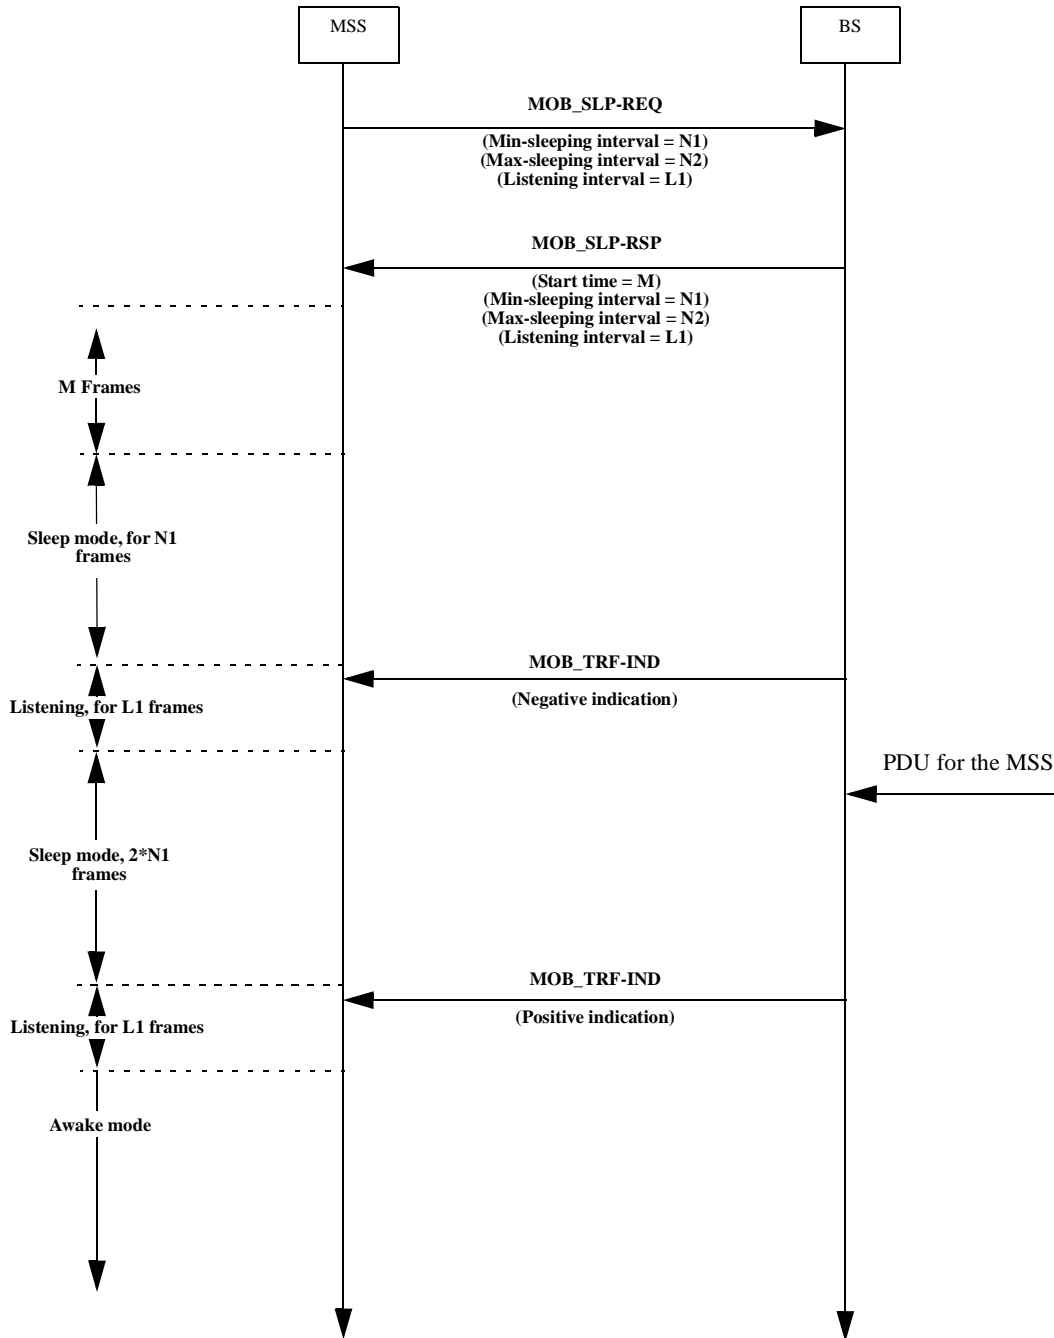 MSS
BS
MOB_SLP-REQ
(Min-sleeping interval = N1)
(Max-sleeping interval = N2)
(Listening interval = L1)
MOB_SLP-RSP
(Start time = M)
(Min-sleeping interval = N1)
(Max-sleeping interval = N2)
(Listening interval = L1)
M Frames
Sleep mode, for N1
frames
MOB_TRF-IND
(Negative indication)
Listening, for L1 frames
PDU for the MSS
Sleep mode, 2*N1
frames
MOB_TRF-IND
(Positive indication)
Listening, for L1 frames
Awake mode